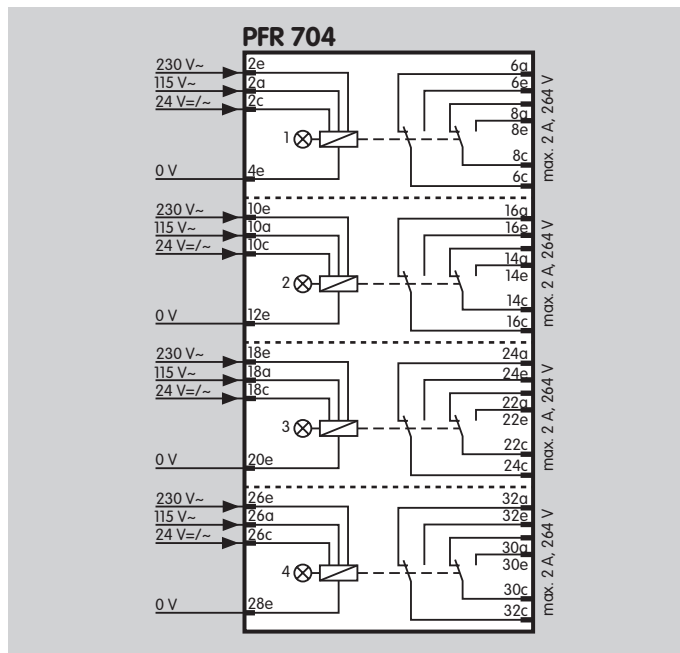 PFR 704
230 V~ 2e 6a
115 V~ 2a 6e
24 V=/~ 2c 8a
1 8e
8c
0 V 4e 6c
max. 2 A, 264 V
230 V~ 10e 16a
115 V~ 10a 16e
24 V=/~ 10c 14a
2 14e
14c
0 V 12e 16c
max. 2 A, 264 V
230 V~ 18e 24a
115 V~ 18a 24e
24 V=/~ 18c 22a
3 22e
22c
0 V 20e 24c
max. 2 A, 264 V
230 V~ 26e 32a
115 V~ 26a 32e
24 V=/~ 26c 30a
4 30e
30c
0 V 28e 32c
max. 2 A, 264 V